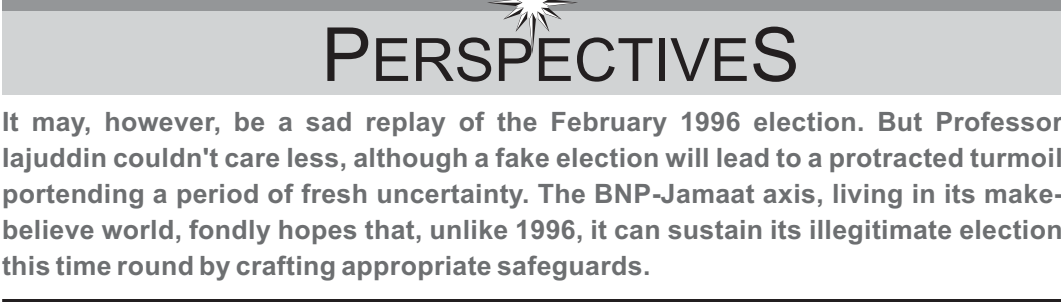 PERSPECTIVES
It may, however, be a sad replay of the February 1996 election. But Professor
Iajuddin couldn't care less, although a fake election will lead to a protracted turmoil
portending a period of fresh uncertainty. The BNP-Jamaat axis, living in its make-
believe world, fondly hopes that, unlike 1996, it can sustain its illegitimate election
this time round by crafting appropriate safeguards.